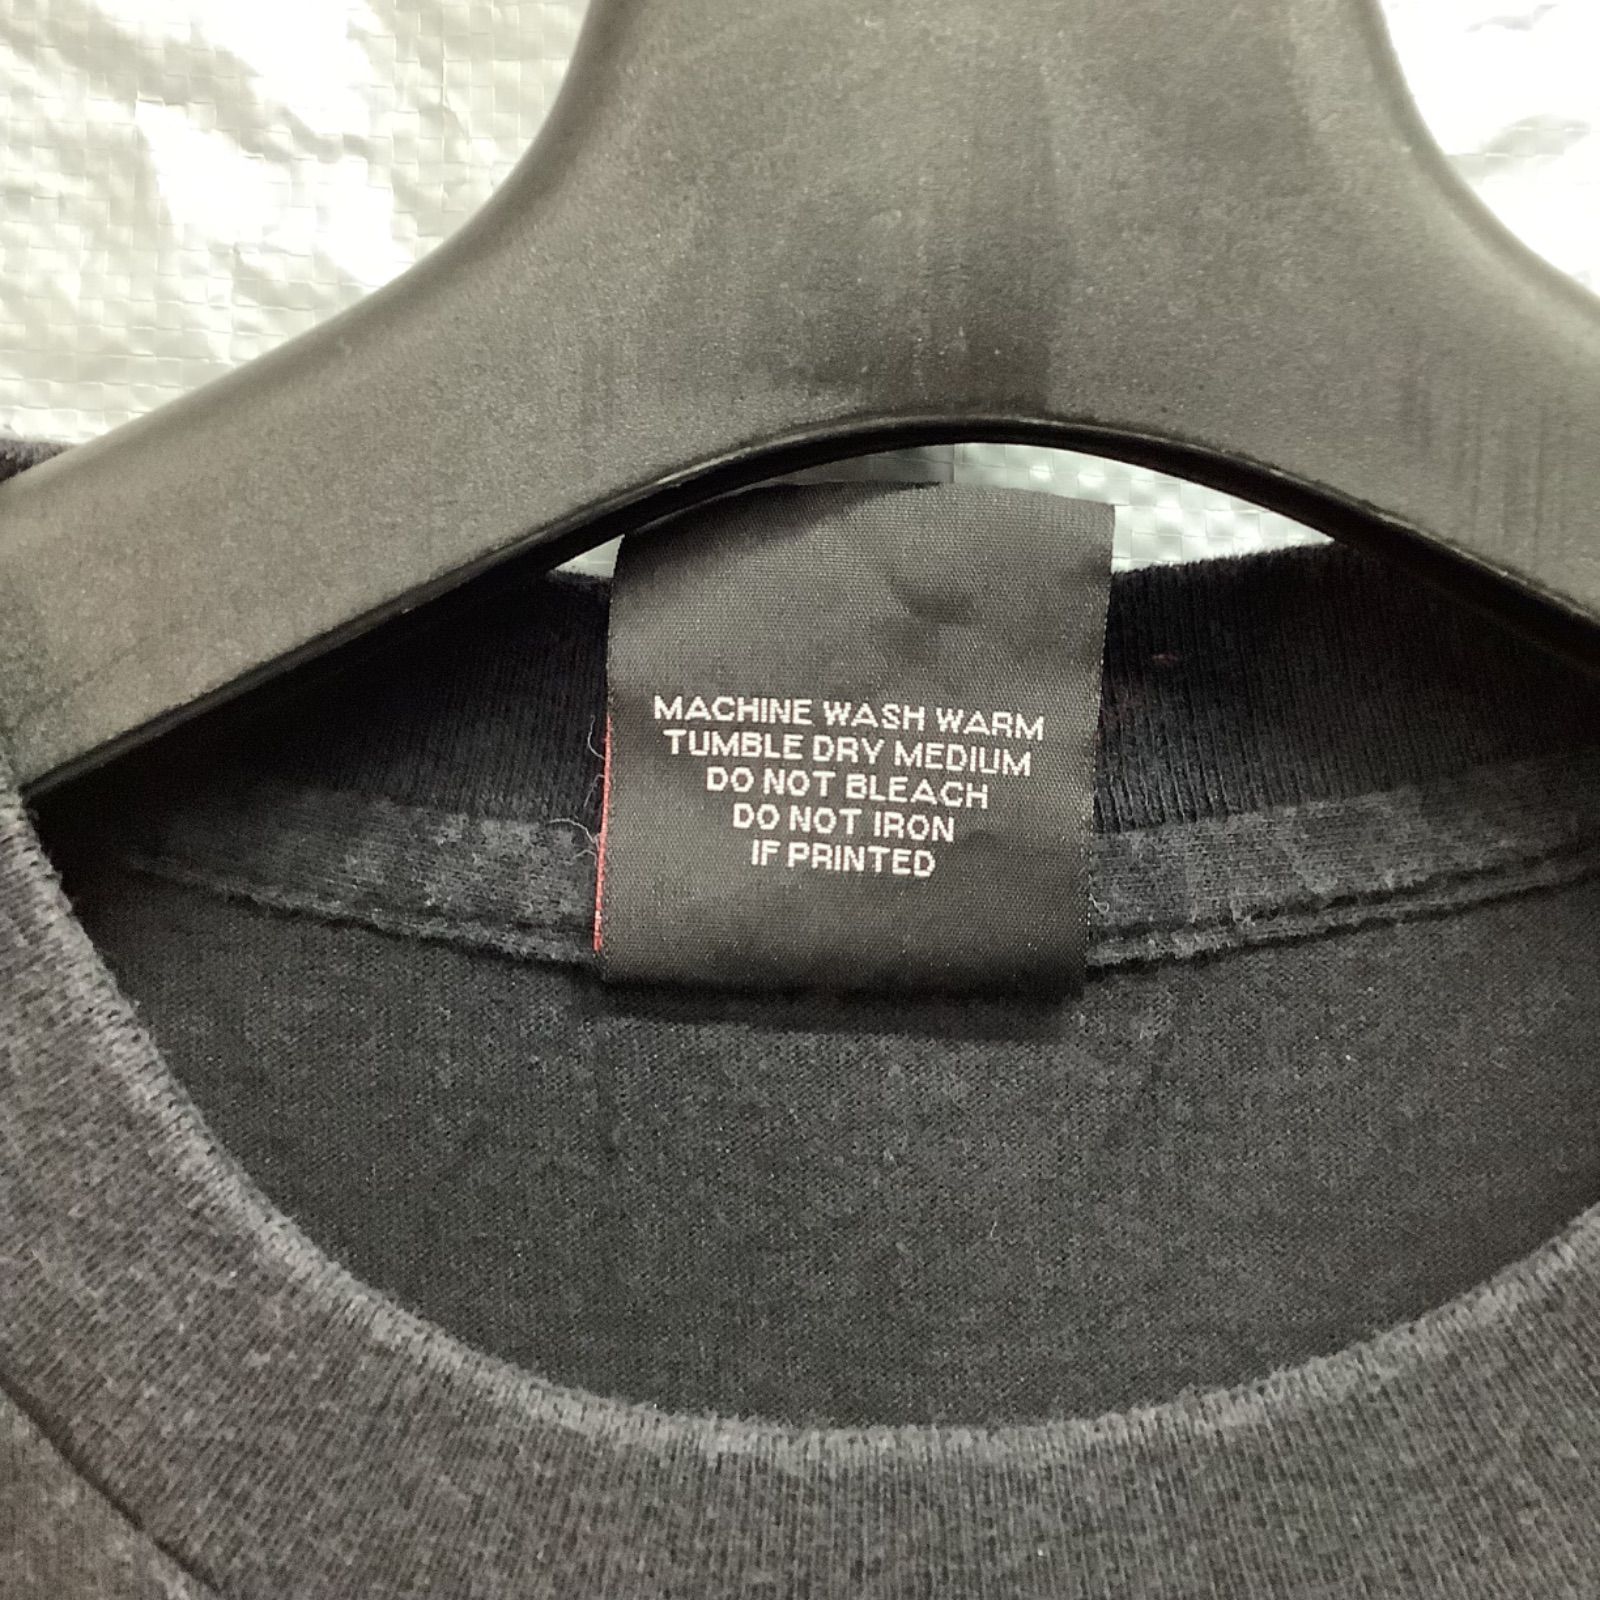 MACHINE WASH WARM
TUMBLE DRY MEDIUM
DO NOT BLEACH
DO NOT IRON
IF PRINTED